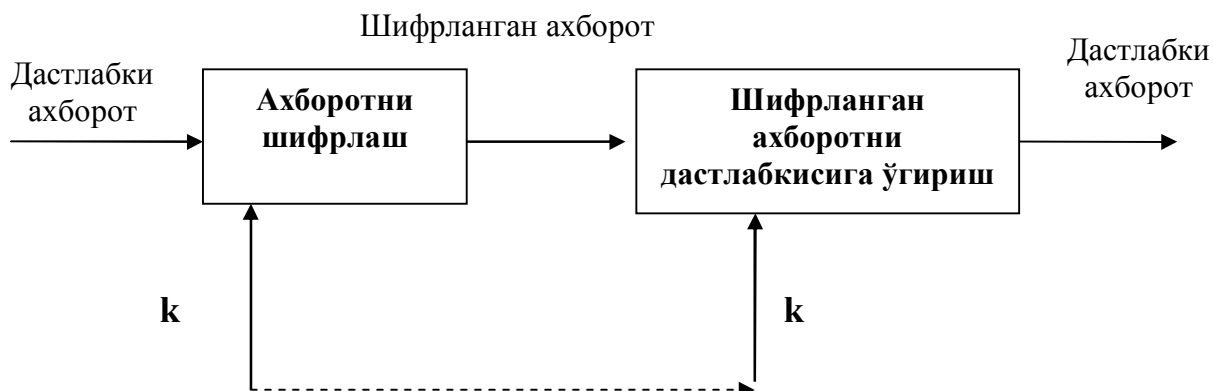 Шифрланган ахборот
Дастлабки
ахборот
Ахборотни
шифрлаш
Шифрланган
ахборотни
дастлабкисига ўгириш
Дастлабки
ахборот
k
k